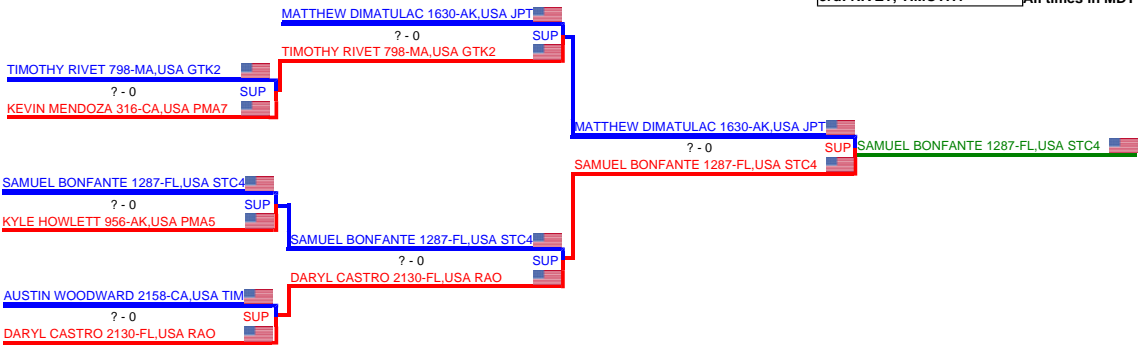 All times in MDT
MATTHEW DIMATULAC 1630-AK,USA JPT
? - 0 SUP
TIMOTHY RIVET 798-MA,USA GTK2
TIMOTHY RIVET 798-MA,USA GTK2
? - 0 SUP
KEVIN MENDOZA 316-CA,USA PMA7
MATTHEW DIMATULAC 1630-AK,USA JPT
? - 0 SUP
SAMUEL BONFANTE 1287-FL,USA STC4
SAMUEL BONFANTE 1287-FL,USA STC4
SAMUEL BONFANTE 1287-FL,USA STC4
? - 0 SUP
KYLE HOWLETT 956-AK,USA PMA5
SAMUEL BONFANTE 1287-FL,USA STC4
? - 0 SUP
DARYL CASTRO 2130-FL,USA RAO
AUSTIN WOODWARD 2158-CA,USA TIM
? - 0 SUP
DARYL CASTRO 2130-FL,USA RAO